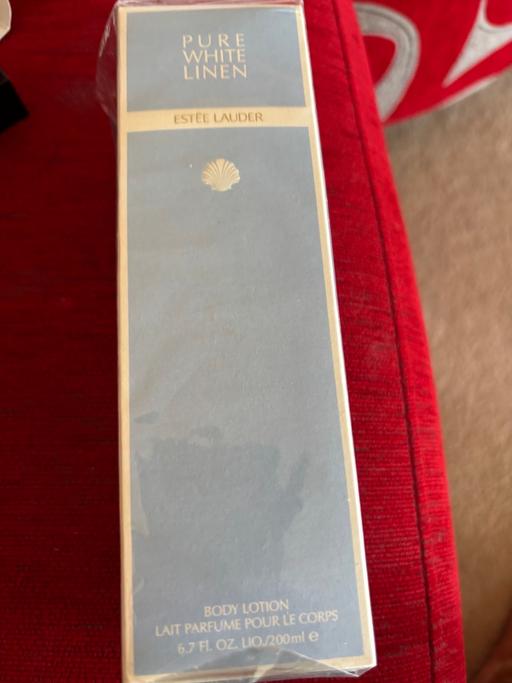 PURE
WHITE
LINEN
ESTĒE LAUDER
BODY LOTION
LAIT PARFUME POUR LE CORPS
6.7 FL. OZ. LIQ./200ml e